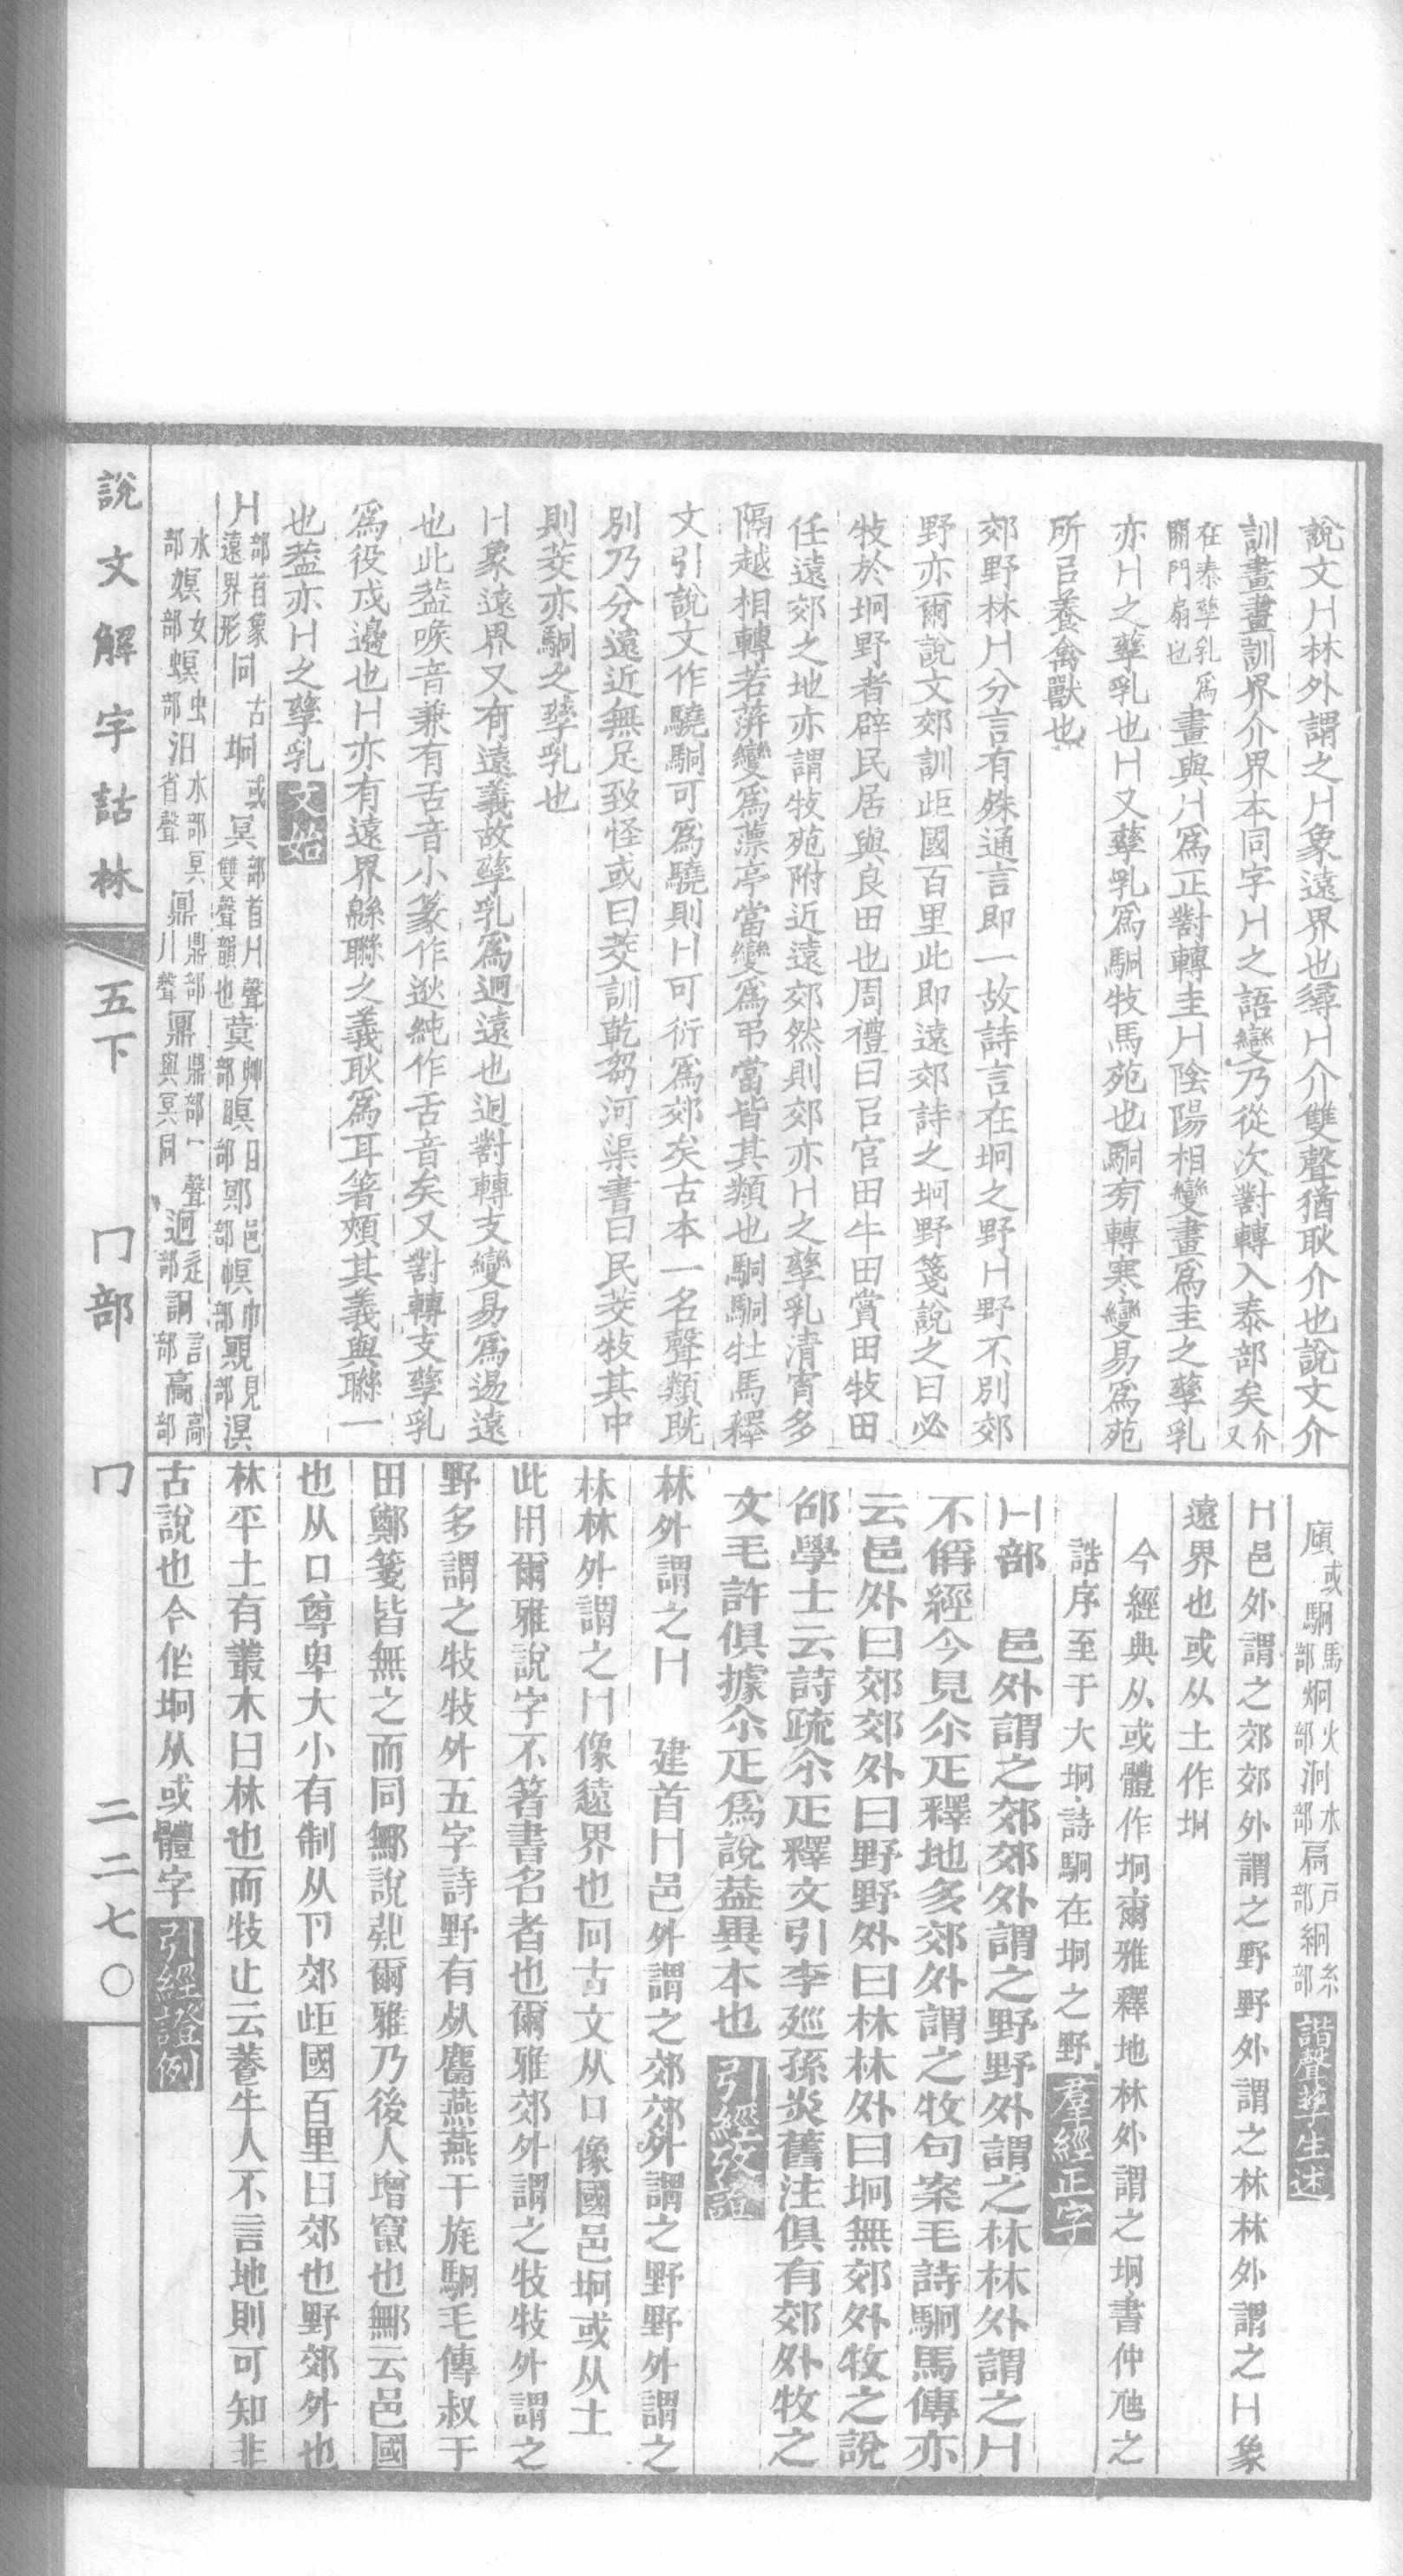 說文冂林外謂之冂象遠界也㝷冂介雙聲猶耿介也說文介
訓畫畫訓界介界本同字冂之語變乃從次對轉入泰部矣介又
在泰孳乳爲
關門扇也畫與冂爲正對轉圭冂陰陽相變畫爲圭之孳乳
亦冂之孳乳也冂又孳乳爲駉牧馬苑也駉㫄轉寒變易爲苑
所㠯養禽獸也
郊野林冂分言有殊通言即一故詩言在坰之野冂野不別郊
野亦爾說文郊訓歫國百里此即遠郊詩之坰野箋說之曰必
牧於坰野者辟民居與良田也周禮曰㠯官田牛田賞田牧田
任遠郊之地亦謂牧苑附近遠郊然則郊亦冂之孳乳清宵多
隔越相轉若蓱變爲薸亭當變爲弔當皆其類也駉駉牡馬釋
文引說文作驍駉可爲驍則冂可衍爲郊矣古本一名聲類旣
別乃分遠近無足致怪或曰茭訓乾芻河渠書曰民茭牧其中
則茭亦駉之孳乳也
冂象遠界又有遠義故孳乳爲迥遠也迥對轉支變易爲逷遠
也此葢喉音兼有舌音小篆作逖純作舌音矣又對轉支孳乳
爲役戍邊也冂亦有遠界緜聯之義耿爲耳箸頰其義與聯一
也葢亦冂之孳乳 文始
冂部首象遠界形冋古坰或冥部首冂聲雙聲韻也蓂艸部暝日部鄍邑部幎巾部覭見部溟
水部嫇女部螟虫部汨水部冥省聲鼏鼎部冂聲鼏鼎部冖聲與冥同迥辵部詗言部高高部
廎或駉馬部炯火部泂水部扃戶部絅糸部 諧聲孳生述
冂邑外謂之郊郊外謂之野野外謂之林林外謂之冂象
遠界也或从土作坰
今經典从或體作坰爾雅釋地林外謂之坰書仲虺之
誥序至于大坰詩駉在坰之野 羣經正字
冂部 邑外謂之郊郊外謂之野野外謂之林林外謂之冂
不偁經今見尒疋釋地多郊外謂之牧句案毛詩駉馬傳亦
云邑外曰郊郊外曰野野外曰林林外曰坰無郊外牧之說
邵學士云詩疏尒疋釋文引李廵孫炎舊注俱有郊外牧之
文毛許俱據尒疋爲說葢異本也 引經攷證
林外謂之冂 建首冂邑外謂之郊郊外謂之野野外謂之
林林外謂之冂像遠界也冋古文从口像國邑坰或从土
此用爾雅說字不箸書名者也爾雅郊外謂之牧牧外謂之
野多謂之牧牧外五字詩野有死麕燕燕干旄駉毛傳叔于
田鄭箋皆無之而同鄦說葢爾雅乃後人增竄也鄦云邑國
也从口尊卑大小有制从卪郊歫國百里曰郊也野郊外也
林平土有叢木曰林也而牧止云養牛人不言地則可知非
古說也今作坰从或體字 引經證例
說文解字詁林 五下 冂部 冂 二二七〇